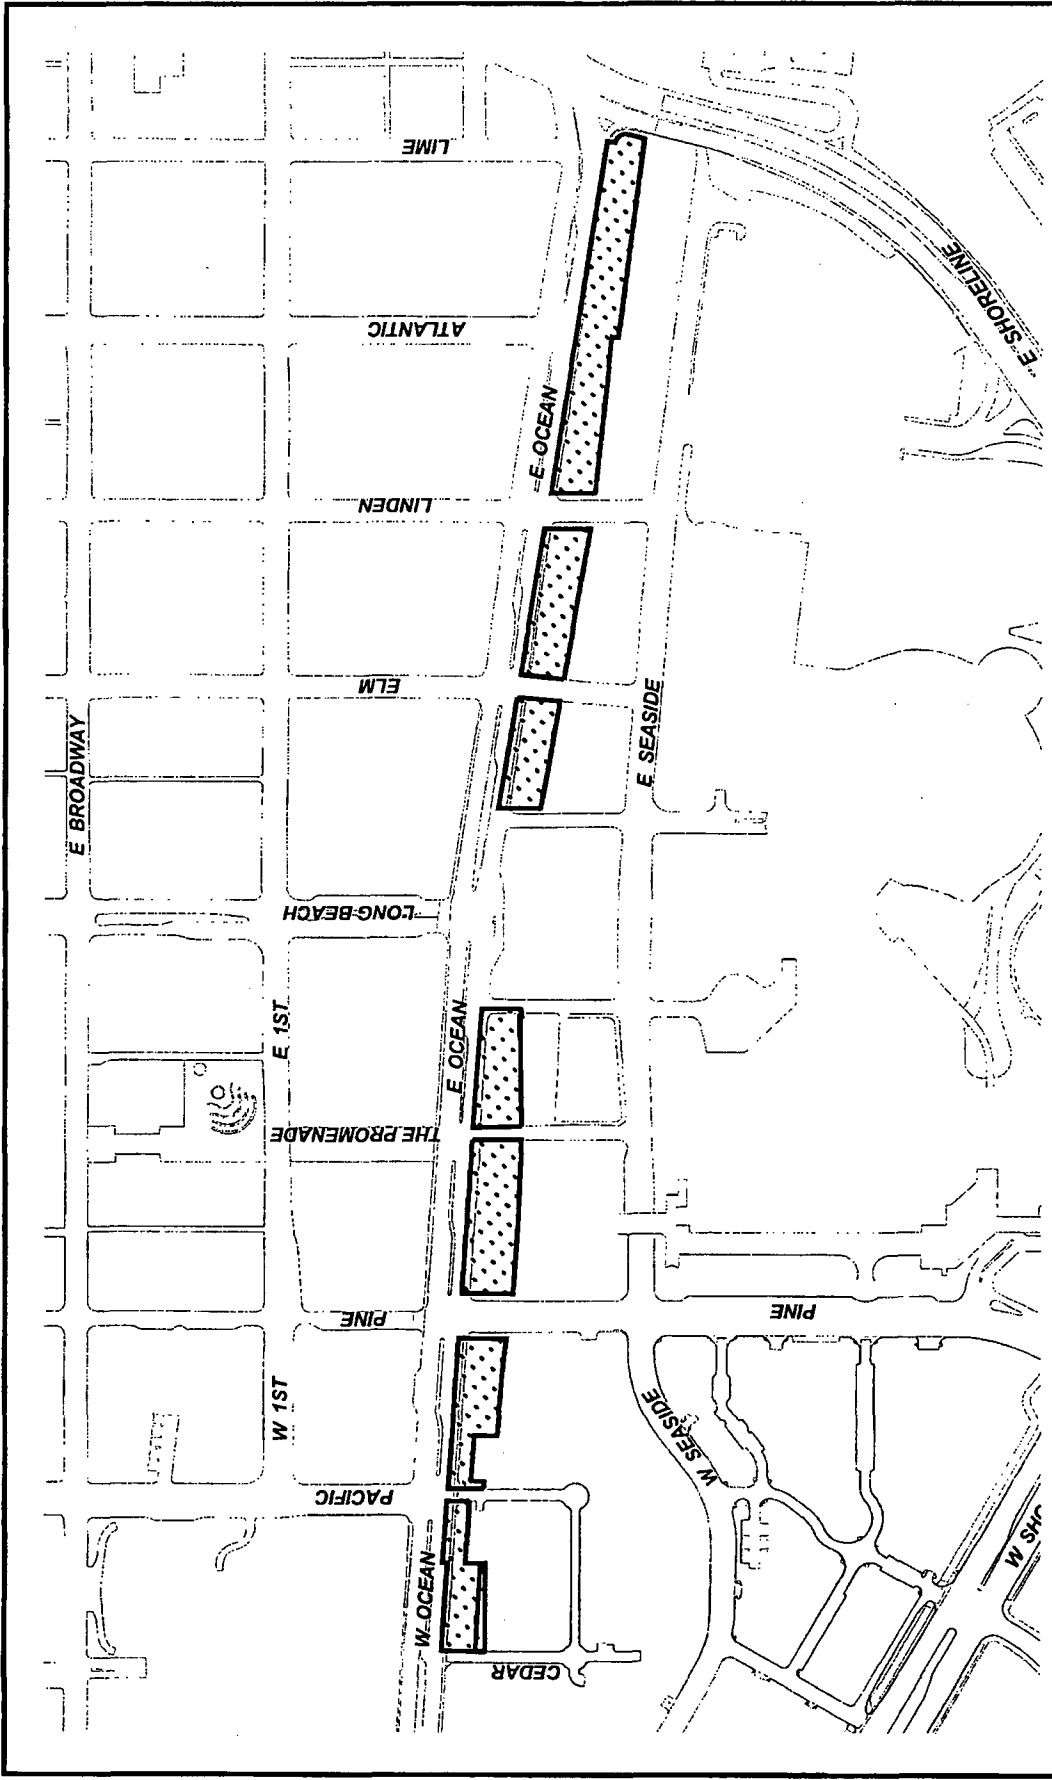 LIME
ATLANTIC
E SHORELINE
E OCEAN
LINDEN
ELM
E SEASIDE
E BROADWAY
LONG BEACH
E 1ST
E OCEAN
THE PROMENADE
PINE
PINE
W 1ST
W SEASIDE
PACIFIC
W OCEAN
W SHO
CEDAR